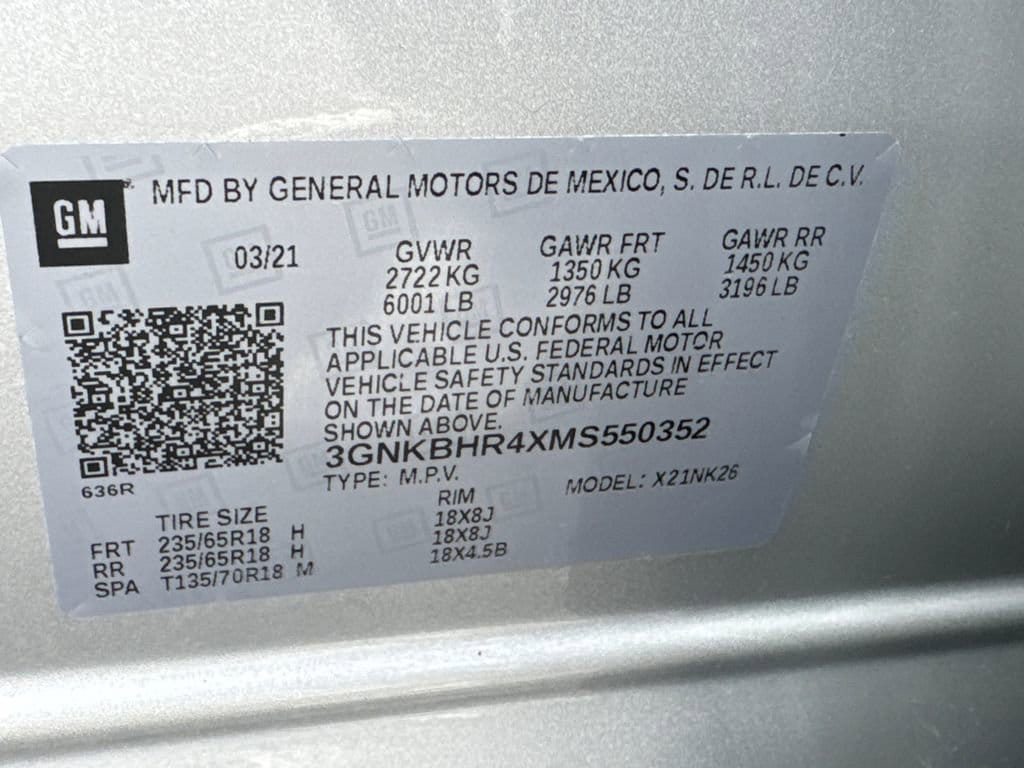 GM
MFD BY GENERAL MOTORS DE MEXICO, S. DE R.L. DE C.V.
03/21 GVWR GAWR FRT GAWR RR
2722 KG 1350 KG 1450 KG
6001 LB 2976 LB 3196 LB
THIS VEHICLE CONFORMS TO ALL
APPLICABLE U.S. FEDERAL MOTOR
VEHICLE SAFETY STANDARDS IN EFFECT
ON THE DATE OF MANUFACTURE
SHOWN ABOVE.
3GNKBHR4XMS550352
TYPE: M.P.V. MODEL: X21NK26
636R
TIRE SIZE RIM
FRT 235/65R18 H 18X8J
RR 235/65R18 H 18X8J
SPA T135/70R18 M 18X4.5B